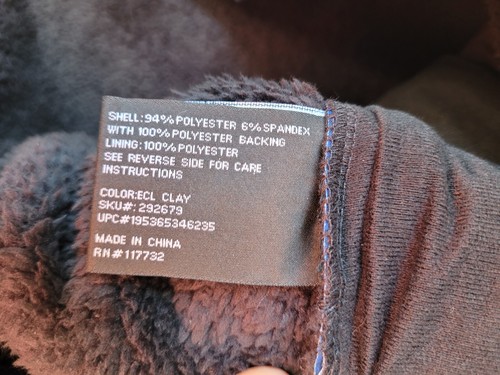 SHELL:94%POLYESTER 6%SPANDEX
WITH 100%POLYESTER BACKING
LINING:100%POLYESTER
SEE REVERSE SIDE FOR CARE
INSTRUCTIONS
COLOR:ECL CLAY
SKU#: 292679
UPC#195365346235
MADE IN CHINA
RN#117732